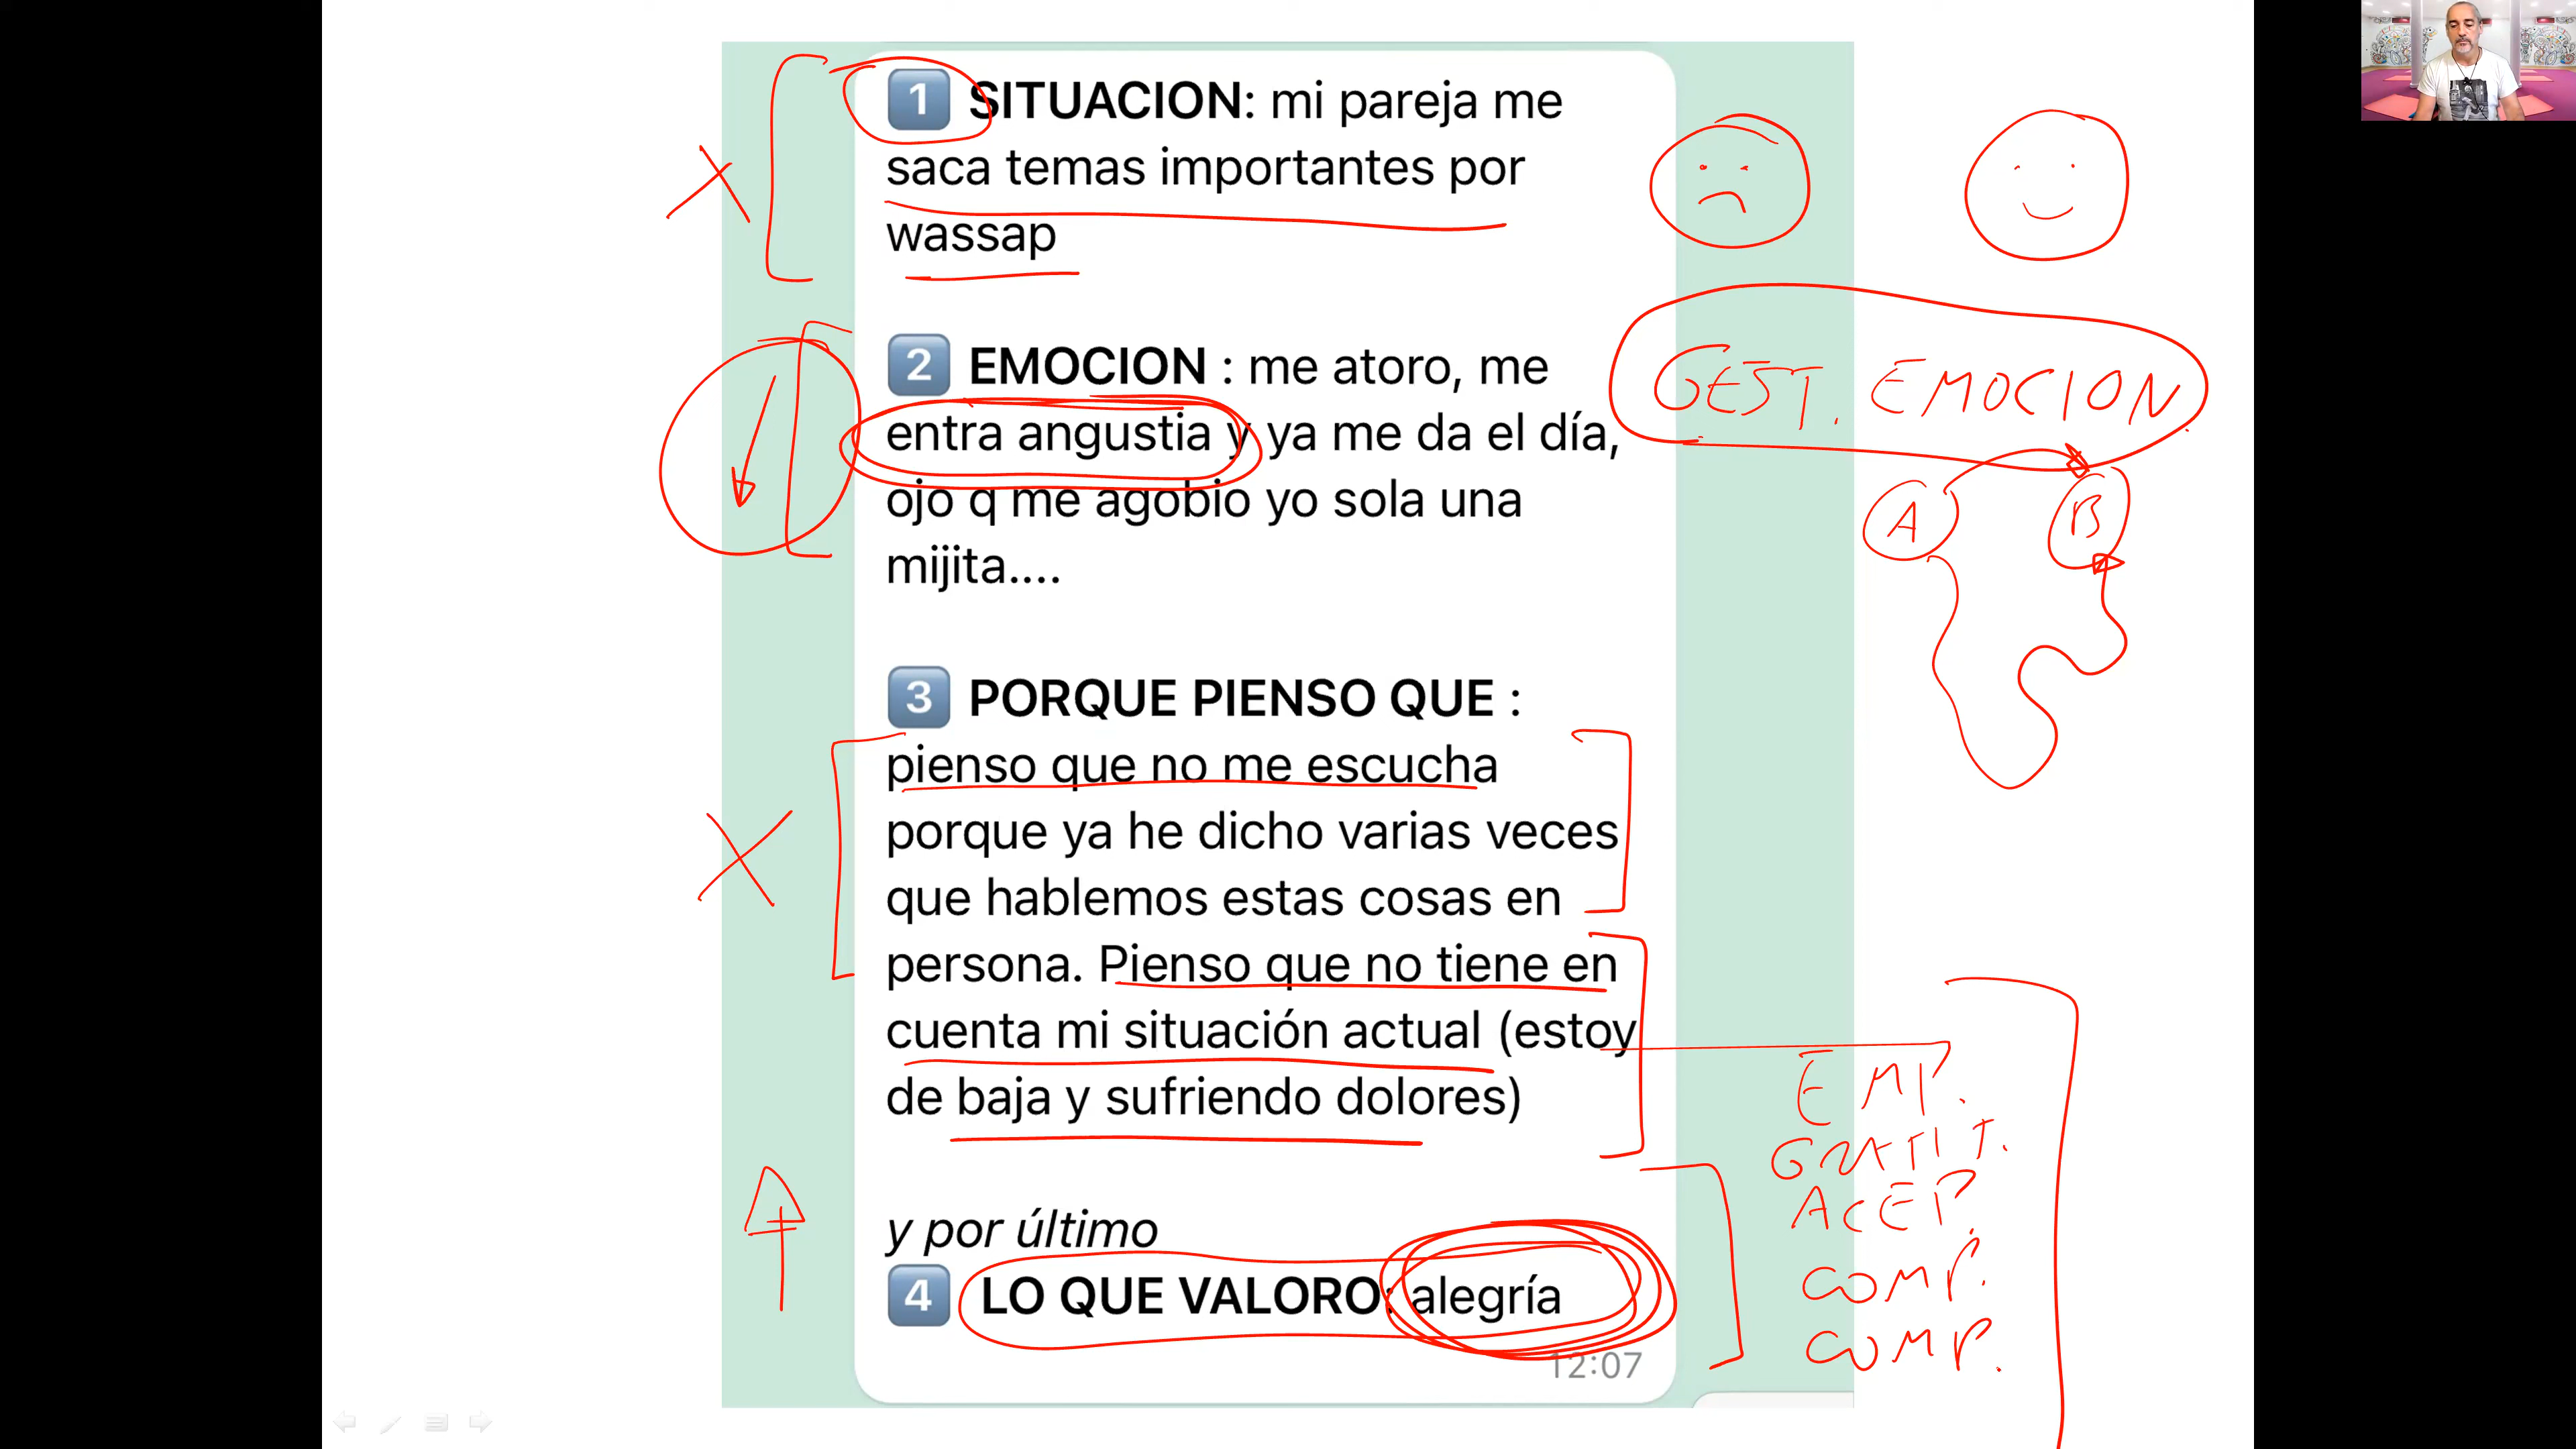 1 SITUACION: mi pareja me
saca temas importantes por
wassap
2 EMOCION : me atoro, me
entra angustia y ya me da el día,
ojo q me agobio yo sola una
mijita....
3 PORQUE PIENSO QUE :
pienso que no me escucha
porque ya he dicho varias veces
que hablemos estas cosas en
persona. Pienso que no tiene en
cuenta mi situación actual (estoy
de baja y sufriendo dolores)
y por último
4 LO QUE VALORO: alegría
12:07
GEST. EMOCION
A B
EMP.
GRATIT.
ACEP.
COMP.
COMP.